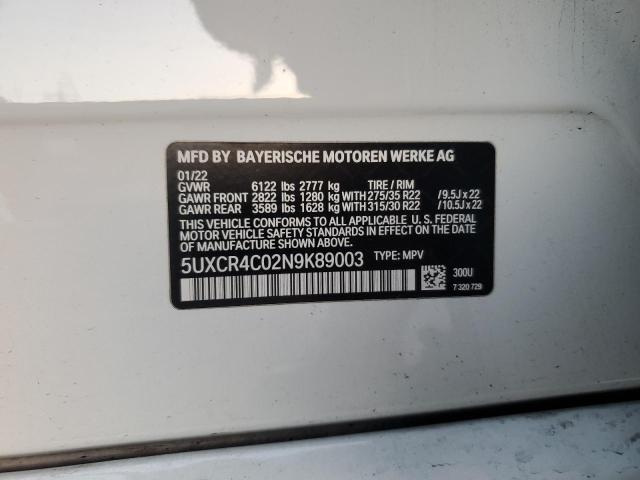 MFD BY BAYERISCHE MOTOREN WERKE AG
01/22
GVWR 6122 lbs 2777 kg TIRE / RIM
GAWR FRONT 2822 lbs 1280 kg WITH 275/35 R22 /9.5J x 22
GAWR REAR 3589 lbs 1628 kg WITH 315/30 R22 /10.5J x 22
THIS VEHICLE CONFORMS TO ALL APPLICABLE U. S. FEDERAL
MOTOR VEHICLE SAFETY STANDARDS IN EFFECT ON THE DATE OF
MANUFACTURE SHOWN ABOVE.
5UXCR4C02N9K89003 TYPE: MPV
300U
7 320 729